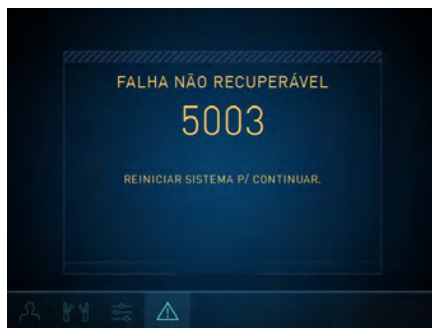 FALHA NÃO RECUPERÁVEL
5003
REINICIAR SISTEMA P/ CONTINUAR.